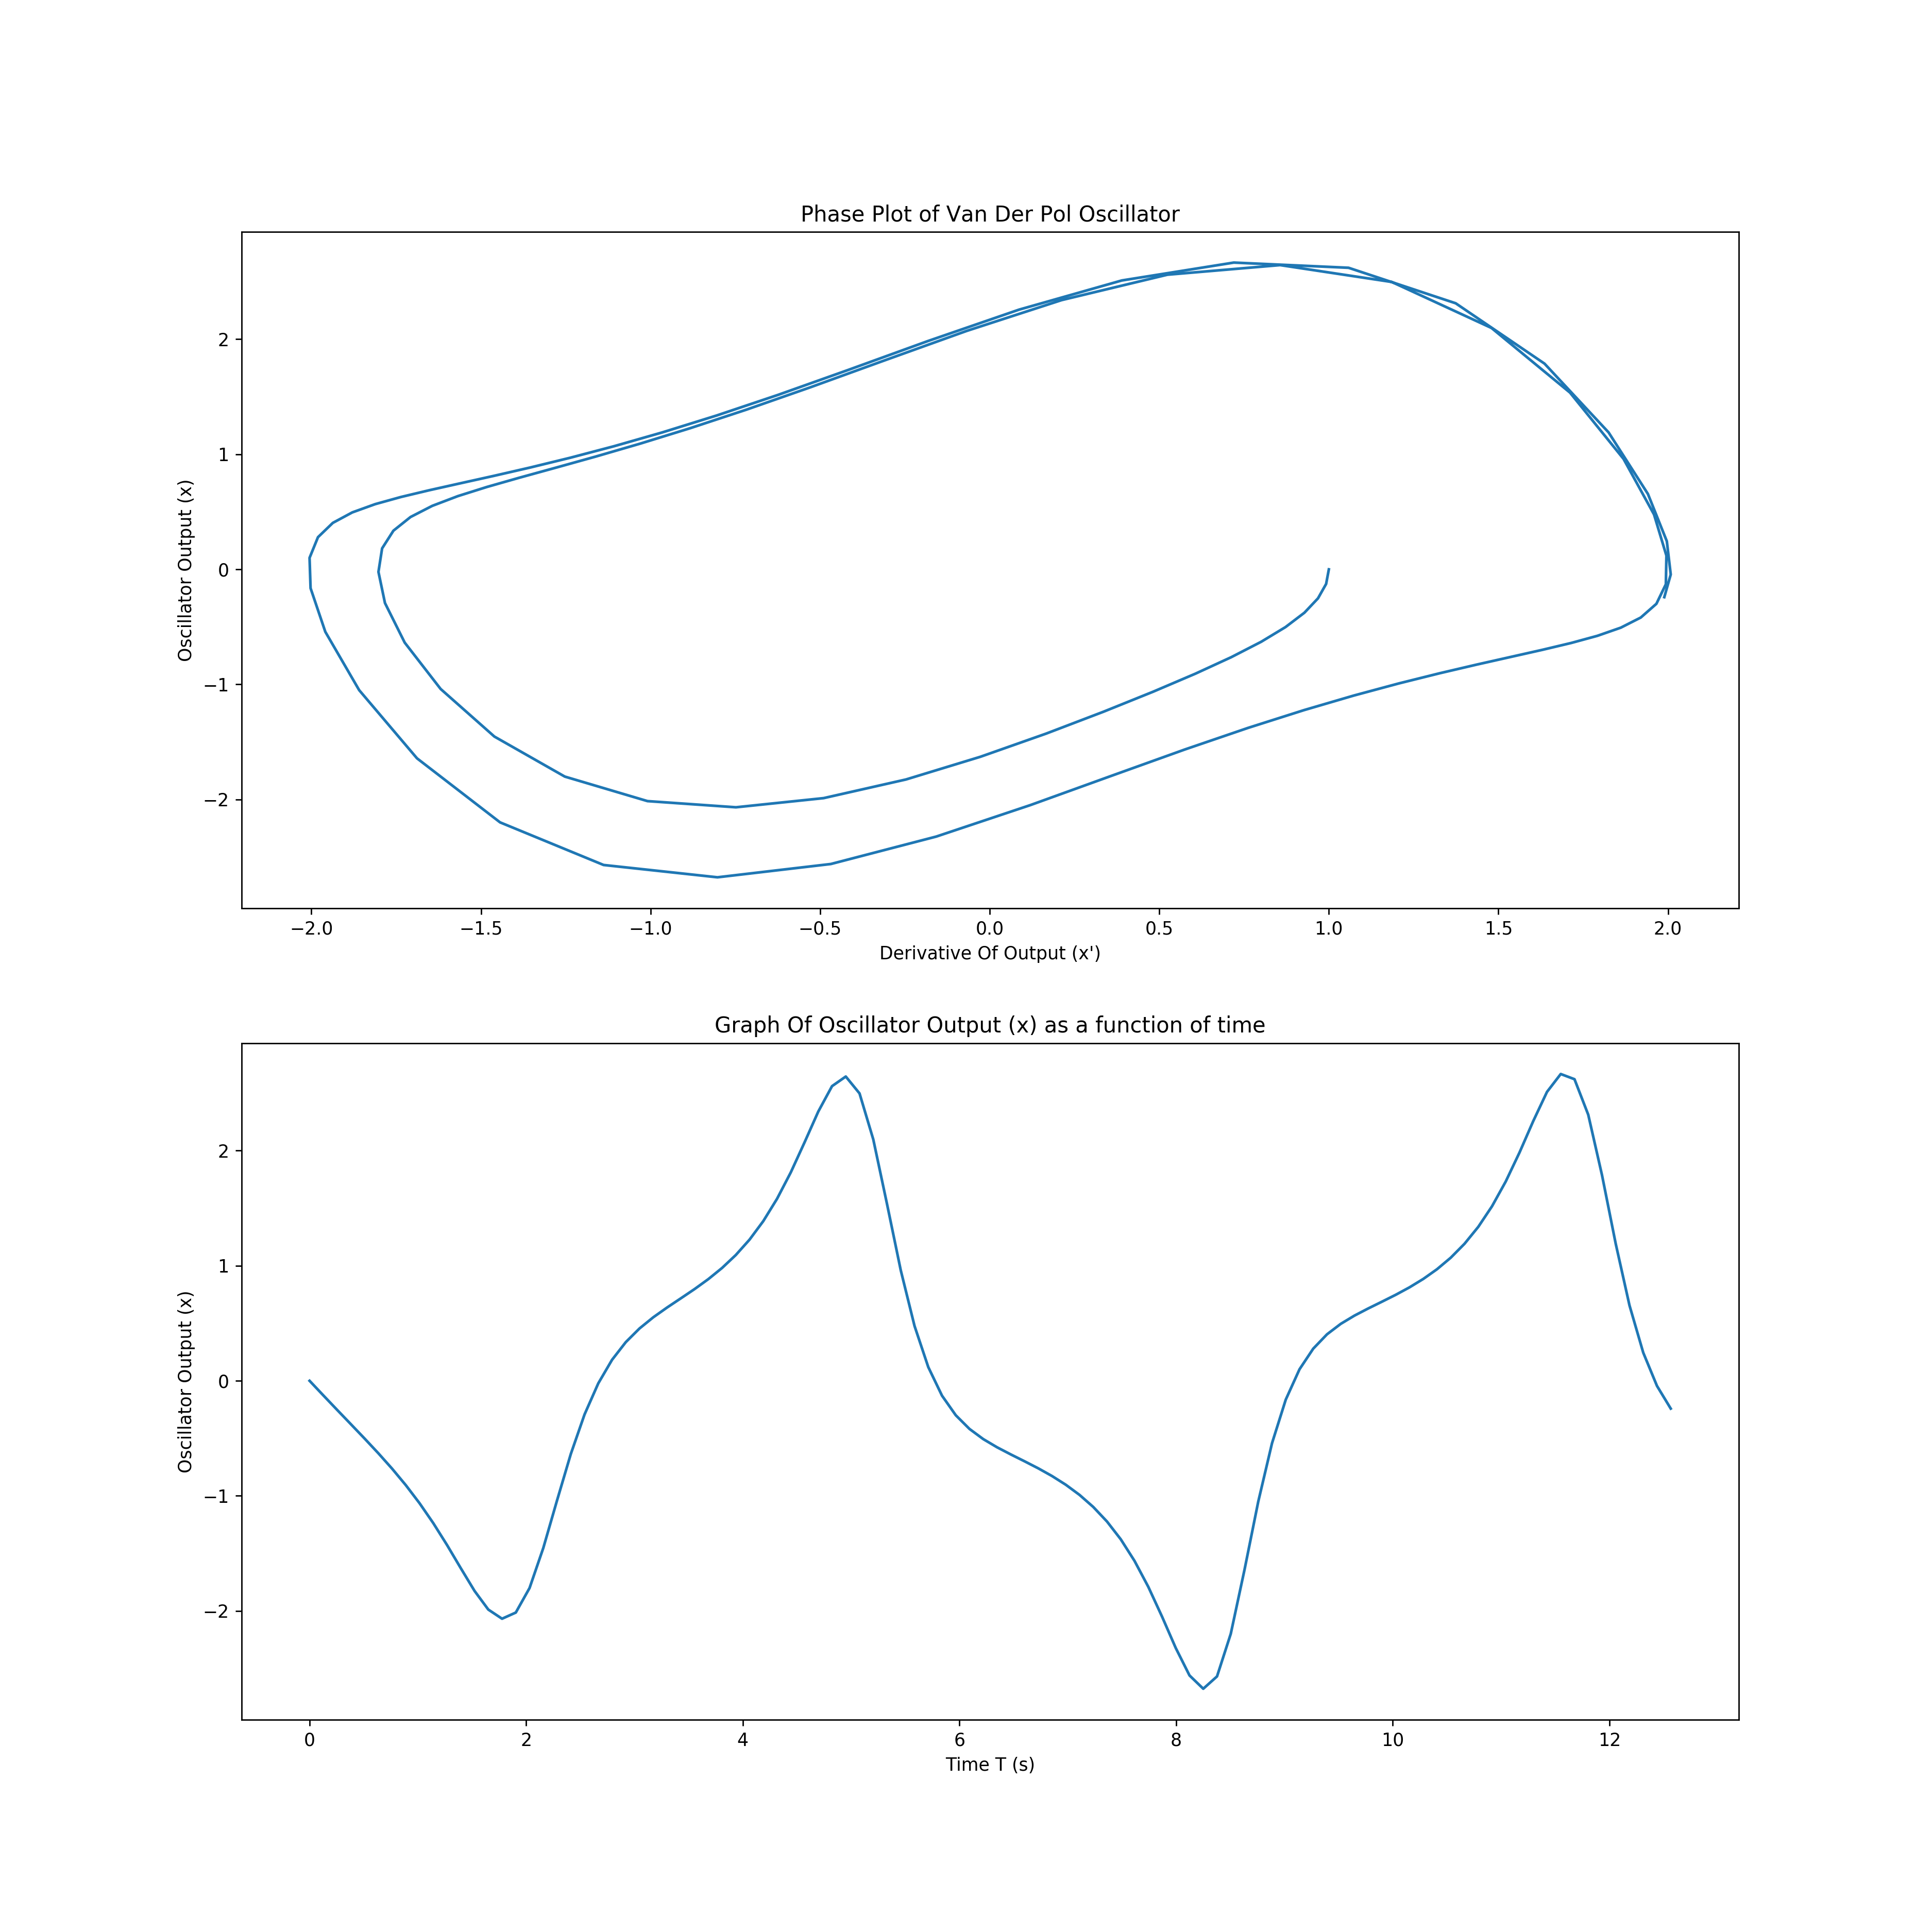 Phase Plot of Van Der Pol Oscillator
Oscillator Output (x)
2
1
0
−1
−2
−2.0 −1.5 −1.0 −0.5 0.0 0.5 1.0 1.5 2.0
Derivative Of Output (x')
Graph Of Oscillator Output (x) as a function of time
Oscillator Output (x)
2
1
0
−1
−2
0 2 4 6 8 10 12
Time T (s)